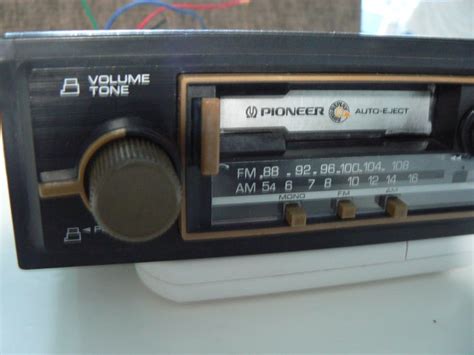 VOLUME
TONE
PIONEER AUTO-EJECT
FM 88 92 96 100 104 108
AM 54 6 7 8 10 12 14 16
MONO FM AM